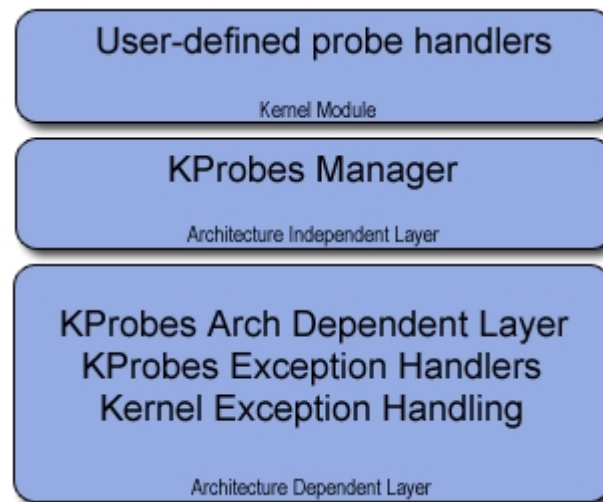 User-defined probe handlers
Kernel Module
KProbes Manager
Architecture Independent Layer
KProbes Arch Dependent Layer
KProbes Exception Handlers
Kernel Exception Handling
Architecture Dependent Layer